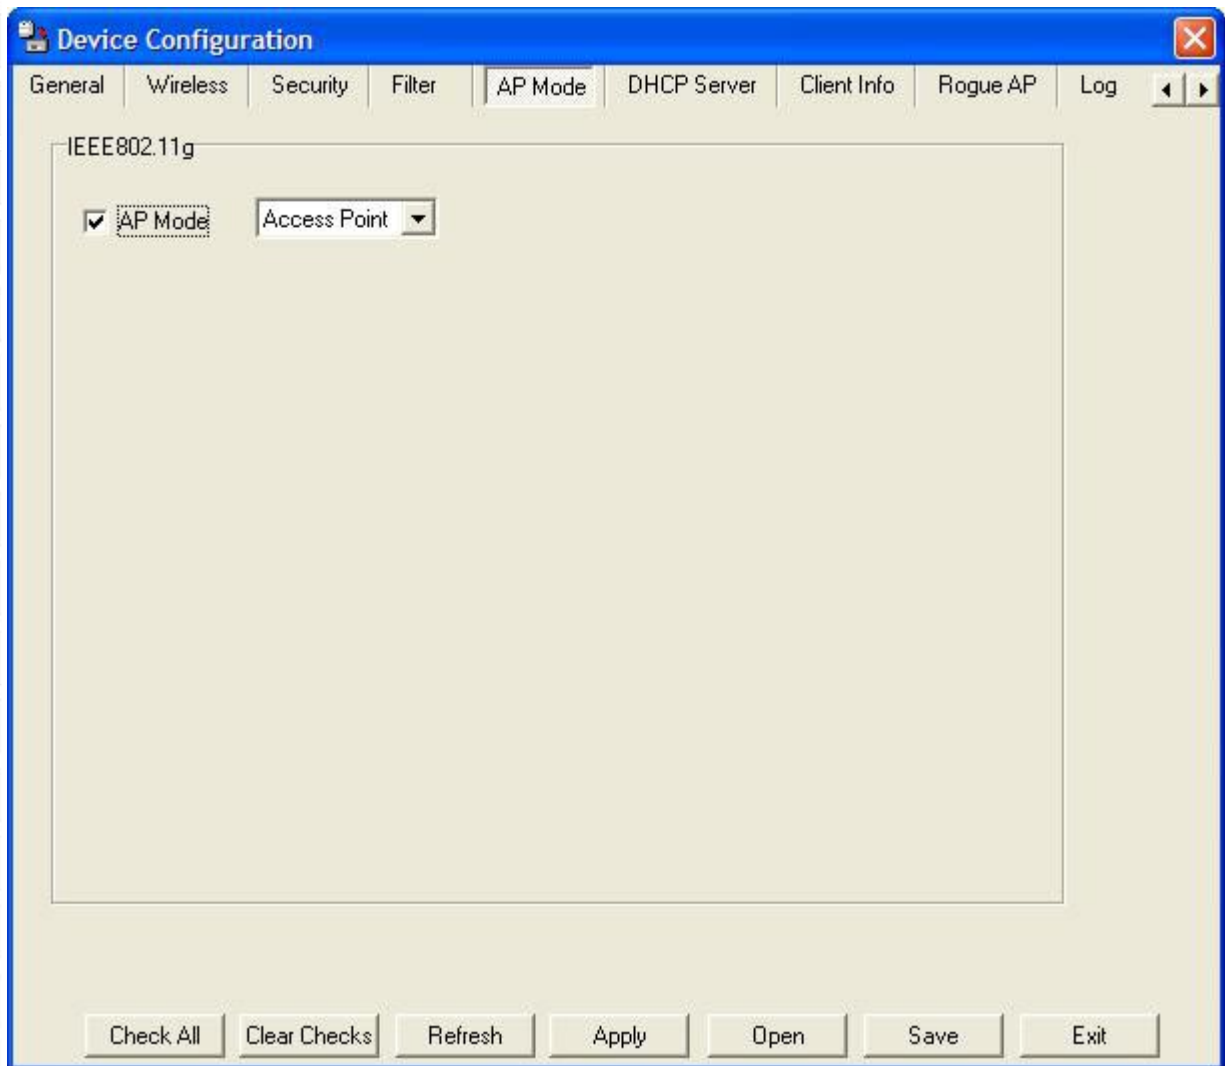 Device Configuration
General Wireless Security Filter AP Mode DHCP Server Client Info Rogue AP Log
IEEE802.11g
AP Mode Access Point
Check All Clear Checks Refresh Apply Open Save Exit